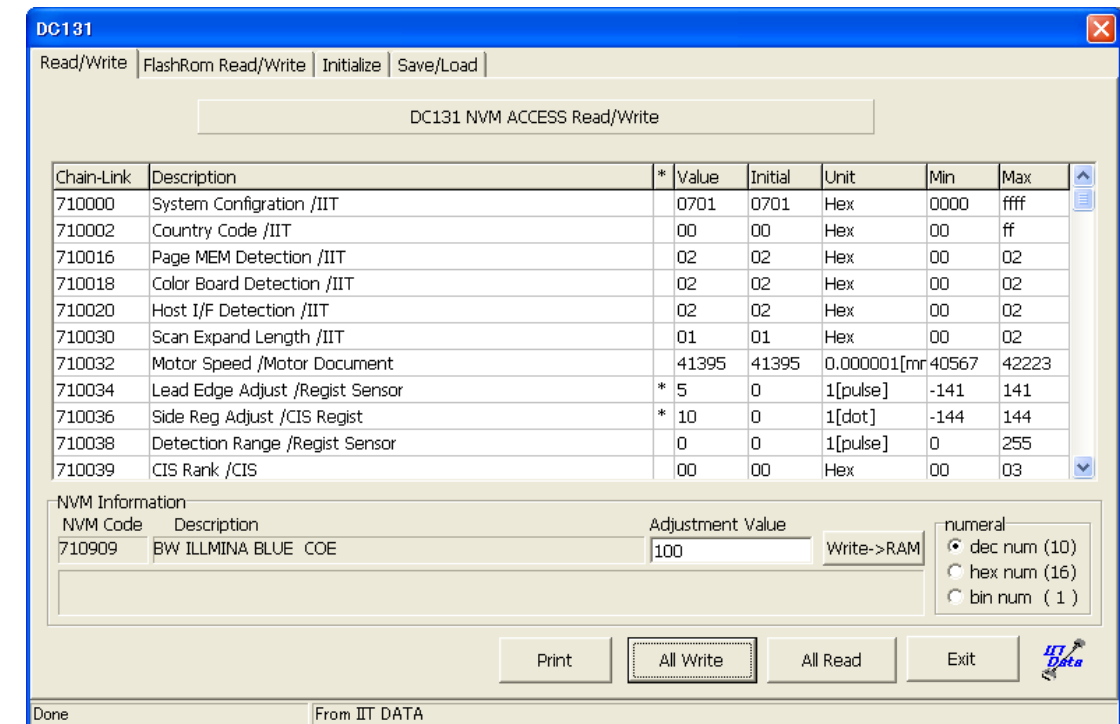 DC131
Read/Write FlashRom Read/Write Initialize Save/Load
DC131 NVM ACCESS Read/Write
Chain-Link Description * Value Initial Unit Min Max
710000 System Configration /IIT 0701 0701 Hex 0000 ffff
710002 Country Code /IIT 00 00 Hex 00 ff
710016 Page MEM Detection /IIT 02 02 Hex 00 02
710018 Color Board Detection /IIT 02 02 Hex 00 02
710020 Host I/F Detection /IIT 02 02 Hex 00 02
710030 Scan Expand Length /IIT 01 01 Hex 00 02
710032 Motor Speed /Motor Document 41395 41395 0.000001[mr 40567 42223
710034 Lead Edge Adjust /Regist Sensor * 5 0 1[pulse] -141 141
710036 Side Reg Adjust /CIS Regist * 10 0 1[dot] -144 144
710038 Detection Range /Regist Sensor 0 0 1[pulse] 0 255
710039 CIS Rank /CIS 00 00 Hex 00 03
NVM Information
NVM Code Description Adjustment Value numeral
710909 BW ILLMINA BLUE COE 100 Write->RAM dec num (10)
hex num (16)
bin num ( 1 )
Print All Write All Read Exit IIT Data
Done From IIT DATA